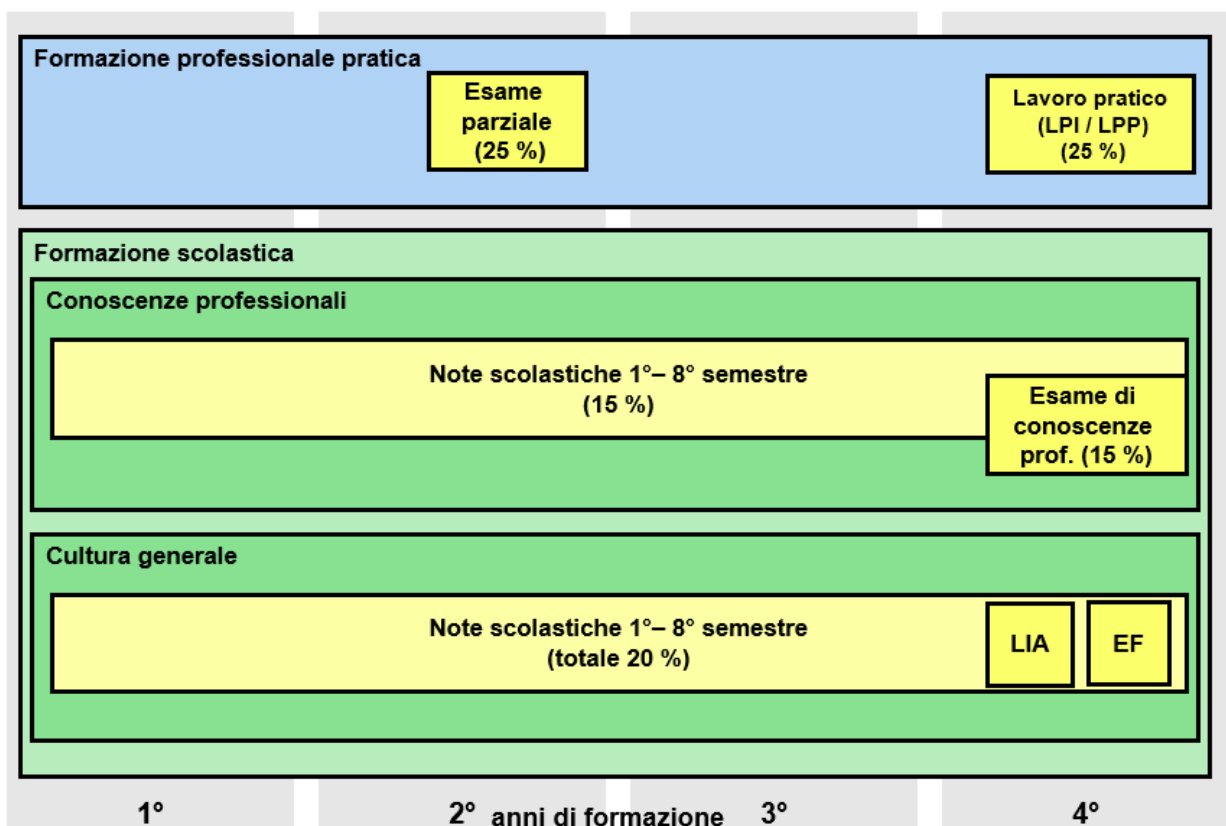 Formazione professionale pratica
Esame
parziale
(25 %)
Lavoro pratico
(LPI / LPP)
(25 %)
Formazione scolastica
Conoscenze professionali
Note scolastiche 1°– 8° semestre
(15 %)
Esame di
conoscenze
prof. (15 %)
Cultura generale
Note scolastiche 1°– 8° semestre
(totale 20 %)
LIA
EF
1° 2° anni di formazione 3° 4°